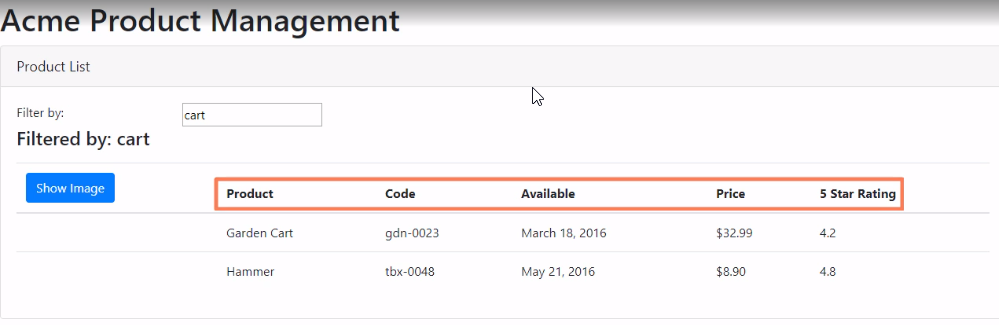 Acme Product Management
Product List
Filter by: cart
Filtered by: cart
Show Image Product Code Available Price 5 Star Rating
Garden Cart gdn-0023 March 18, 2016 $32.99 4.2
Hammer tbx-0048 May 21, 2016 $8.90 4.8